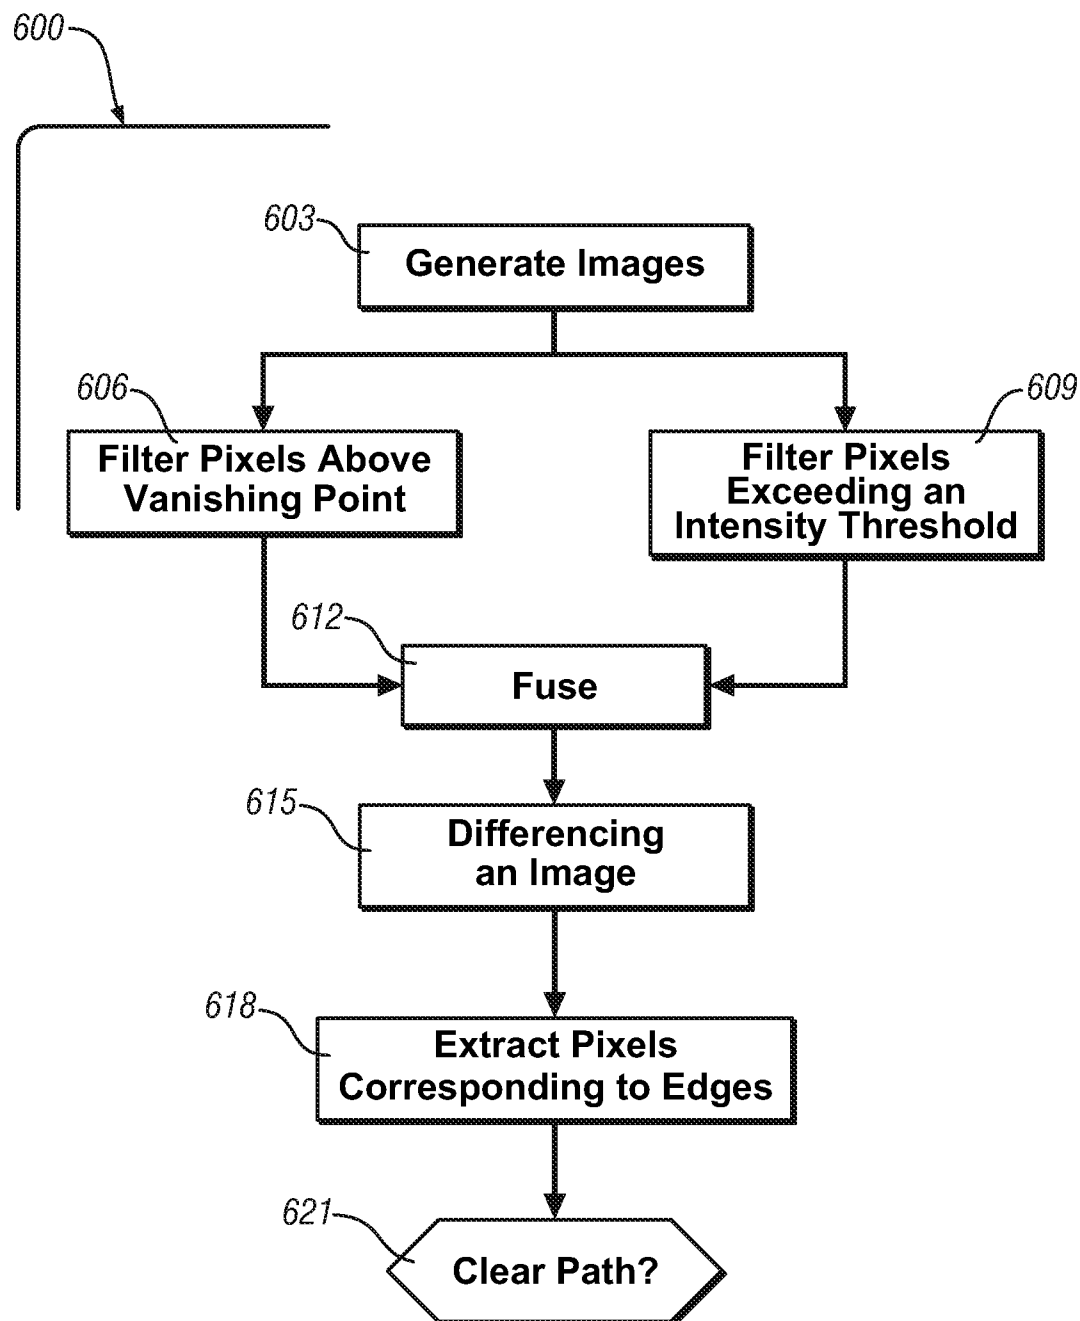 600
603
Generate Images
606
609
Filter Pixels Above
Vanishing Point
Filter Pixels
Exceeding an
Intensity Threshold
612
Fuse
615
Differencing
an Image
618
Extract Pixels
Corresponding to Edges
621
Clear Path?